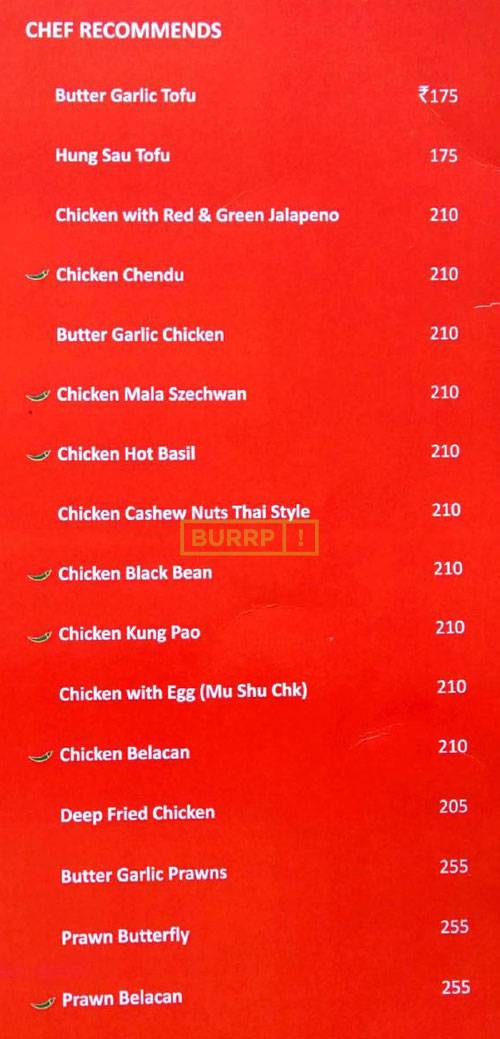 CHEF RECOMMENDS
Butter Garlic Tofu ₹175
Hung Sau Tofu 175
Chicken with Red & Green Jalapeno 210
Chicken Chendu 210
Butter Garlic Chicken 210
Chicken Mala Szechwan 210
Chicken Hot Basil 210
Chicken Cashew Nuts Thai Style 210
BURRP !
Chicken Black Bean 210
Chicken Kung Pao 210
Chicken with Egg (Mu Shu Chk) 210
Chicken Belacan 210
Deep Fried Chicken 205
Butter Garlic Prawns 255
Prawn Butterfly 255
Prawn Belacan 255